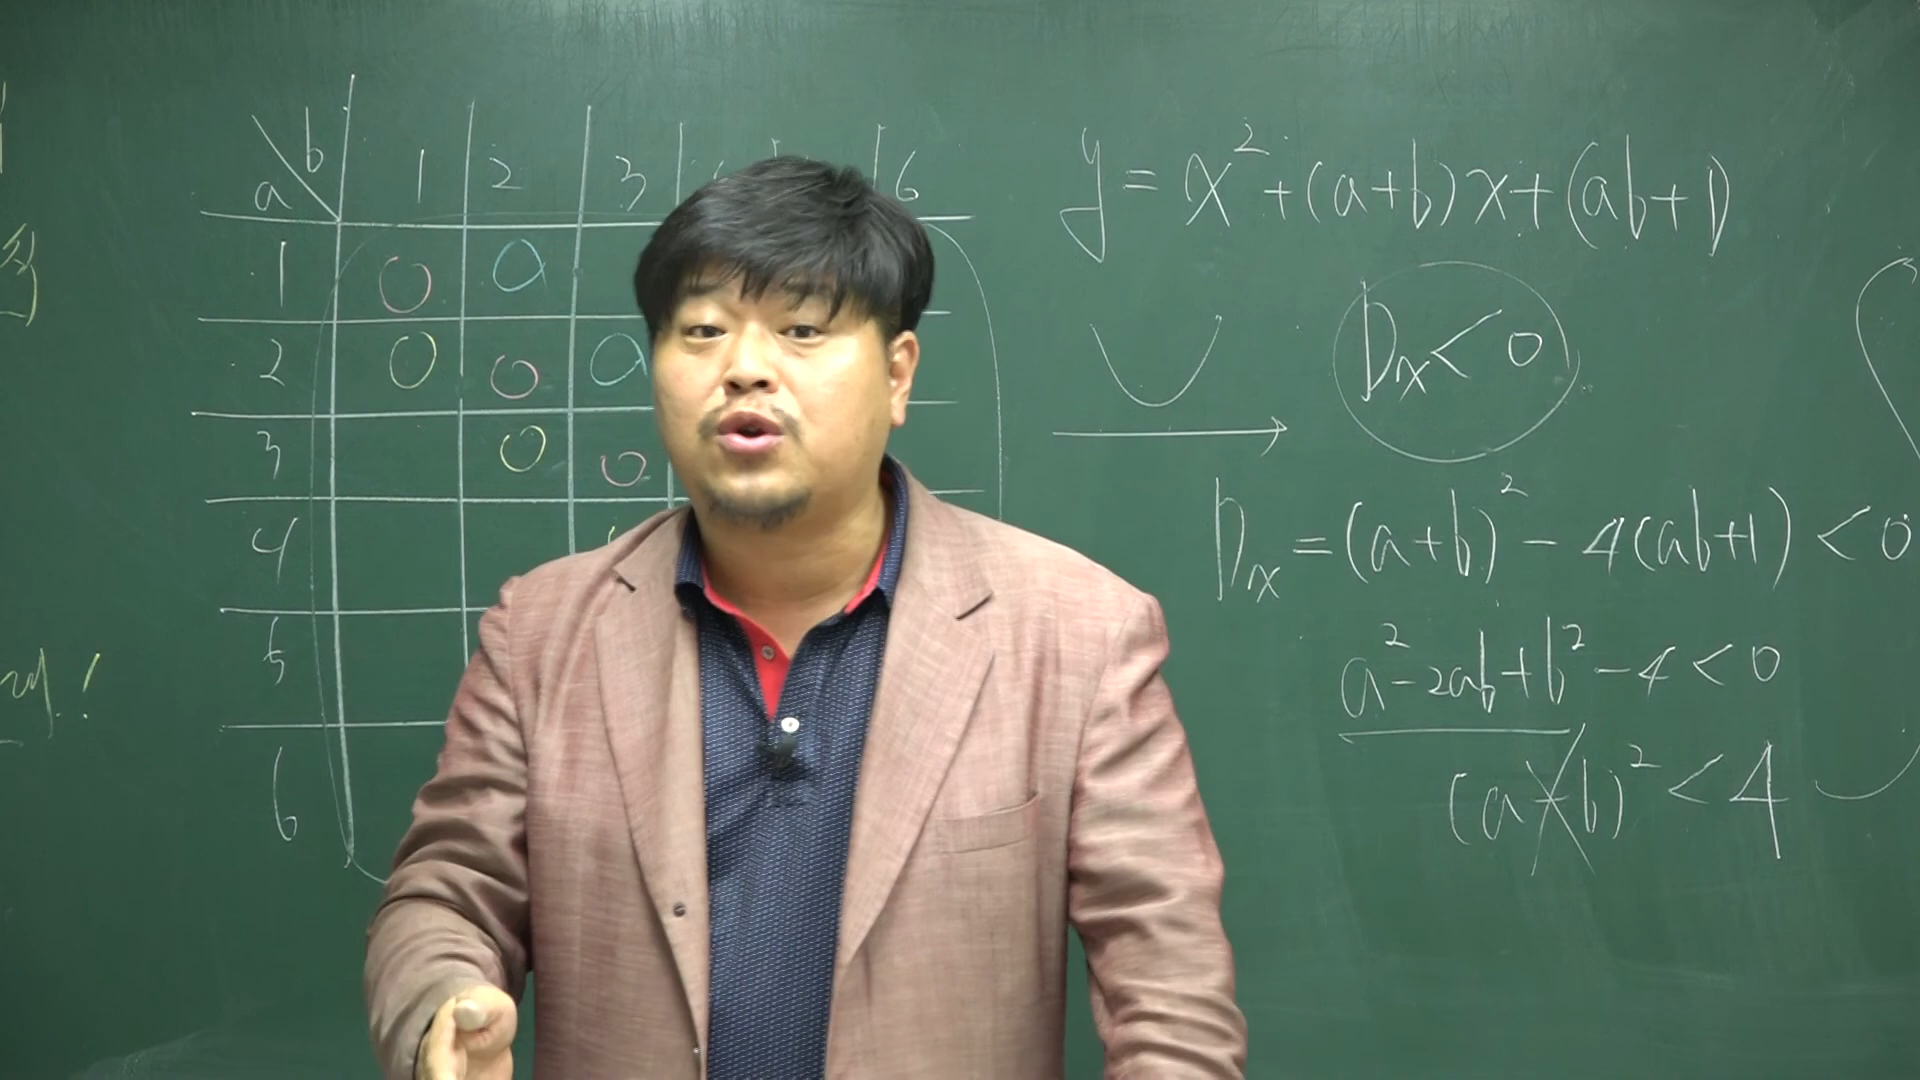 b 1 2 3 6
a
1 O O
2 O O O
3 O O
4
5
6
y = x² + (a+b)x + (ab+1)
Dx < 0
Dx = (a+b)² - 4(ab+1) < 0
a² - 2ab + b² - 4 < 0
(a-b)² < 4